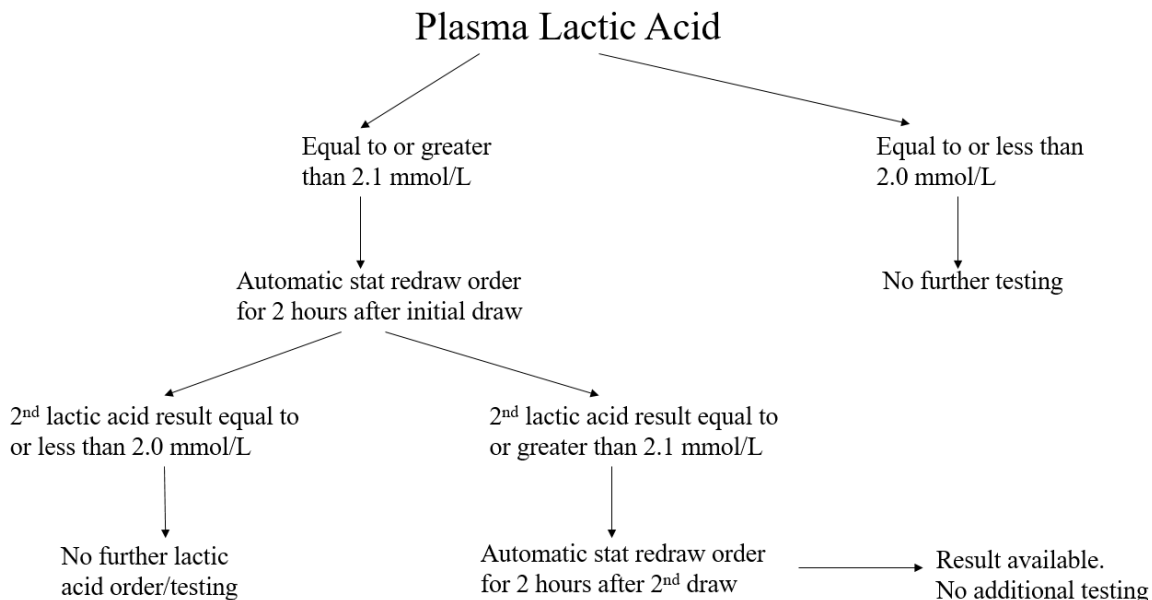 Plasma Lactic Acid
Equal to or greater
than 2.1 mmol/L
Equal to or less than
2.0 mmol/L
Automatic stat redraw order
for 2 hours after initial draw
No further testing
2nd lactic acid result equal to
or less than 2.0 mmol/L
2nd lactic acid result equal to
or greater than 2.1 mmol/L
No further lactic
acid order/testing
Automatic stat redraw order
for 2 hours after 2nd draw
Result available.
No additional testing